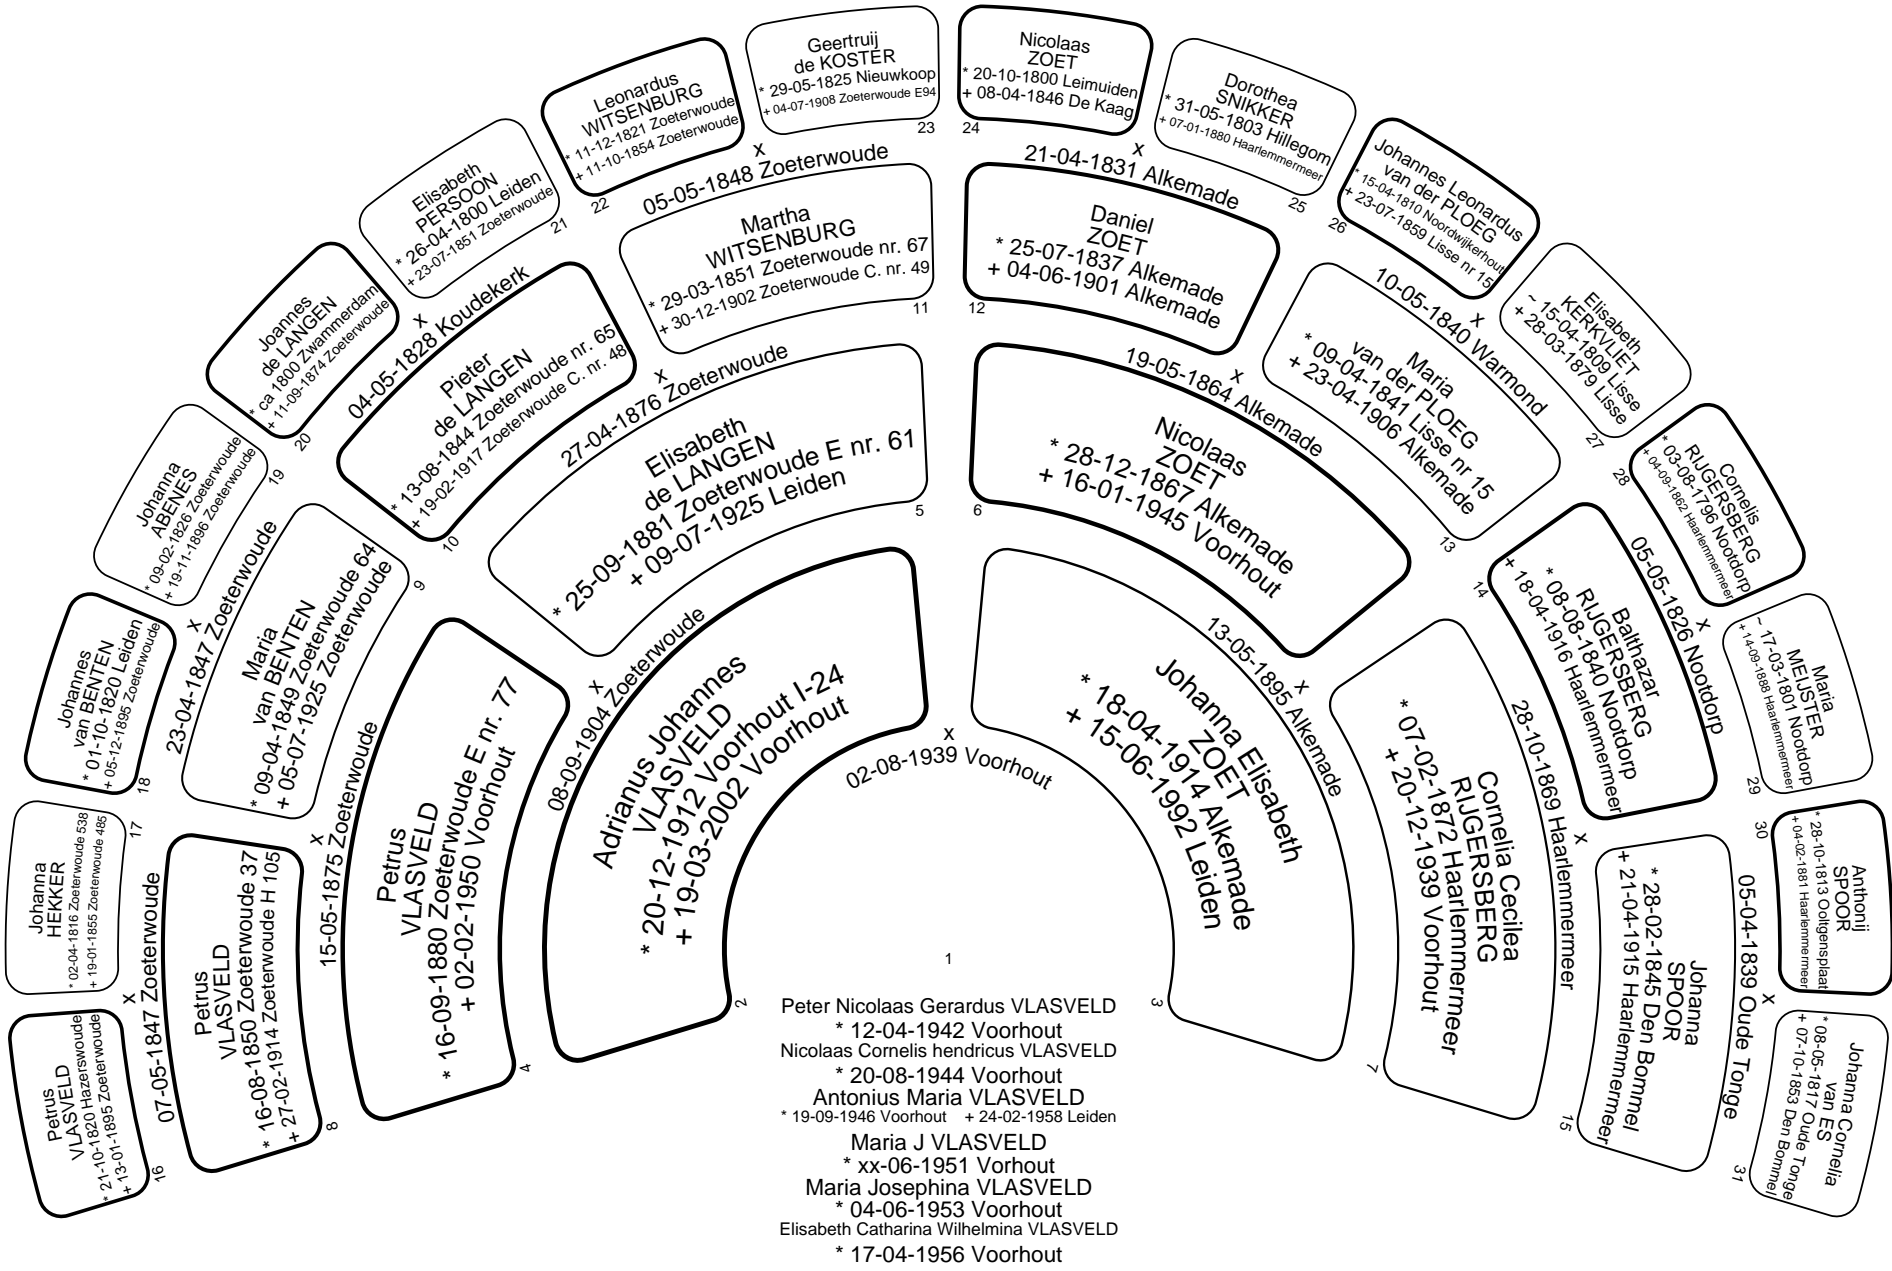 1
Peter Nicolaas Gerardus VLASVELD
* 12-04-1942 Voorhout
Nicolaas Cornelis hendricus VLASVELD
* 20-08-1944 Voorhout
Antonius Maria VLASVELD
* 19-09-1946 Voorhout + 24-02-1958 Leiden
Maria J VLASVELD
* xx-06-1951 Vorhout
Maria Josephina VLASVELD
* 04-06-1953 Voorhout
Elisabeth Catharina Wilhelmina VLASVELD
* 17-04-1956 Voorhout
Adrianus Johannes
VLASVELD
* 20-12-1912 Voorhout I-24
+ 19-03-2002 Voorhout
2
x
02-08-1939 Voorhout
Johanna Elisabeth
ZOET
* 18-04-1914 Alkemade
+ 15-06-1992 Leiden
3
Petrus
VLASVELD
* 16-09-1880 Zoeterwoude E nr. 77
+ 02-02-1950 Voorhout
4
x
08-09-1904 Zoeterwoude
Elisabeth
de LANGEN
* 25-09-1881 Zoeterwoude E nr. 61
+ 09-07-1925 Leiden
5
Nicolaas
ZOET
* 28-12-1867 Alkemade
+ 16-01-1945 Voorhout
6
x
13-05-1895 Alkemade
Cornelia Cecilea
RIJGERSBERG
* 07-02-1872 Haarlemmermeer
+ 20-12-1939 Voorhout
7
Petrus
VLASVELD
* 16-08-1850 Zoeterwoude 37
+ 27-02-1914 Zoeterwoude H 105
8
x
15-05-1875 Zoeterwoude
Maria
van BENTEN
* 09-04-1849 Zoeterwoude 64
+ 05-07-1925 Zoeterwoude
9
Pieter
de LANGEN
* 13-08-1844 Zoeterwoude nr. 65
+ 19-02-1917 Zoeterwoude C. nr. 48
10
x
27-04-1876 Zoeterwoude
Martha
WITSENBURG
* 29-03-1851 Zoeterwoude nr. 67
+ 30-12-1902 Zoeterwoude C. nr. 49
11
Daniel
ZOET
* 25-07-1837 Alkemade
+ 04-06-1901 Alkemade
12
x
19-05-1864 Alkemade
Maria
van der PLOEG
* 09-04-1841 Lisse nr 15
+ 23-04-1906 Alkemade
13
Balthazar
RIJGERSBERG
* 08-08-1840 Nootdorp
+ 18-04-1916 Haarlemmermeer
14
x
28-10-1869 Haarlemmermeer
Johanna
SPOOR
* 28-02-1845 Den Bommel
+ 21-04-1915 Haarlemmermeer
15
Petrus
VLASVELD
* 21-10-1820 Hazerswoude
+ 13-01-1895 Zoeterwoude
16
x
07-05-1847 Zoeterwoude
Johanna
HEKKER
* 02-04-1816 Zoeterwoude 538
+ 19-01-1855 Zoeterwoude 485
17
Johannes
van BENTEN
* 01-10-1820 Leiden
+ 05-12-1895 Zoeterwoude
18
x
23-04-1847 Zoeterwoude
Johanna
ABENES
* 09-02-1826 Zoeterwoude
+ 19-11-1896 Zoeterwoude
19
Joannes
de LANGEN
* ca 1800 Zwammerdam
+ 11-09-1874 Zoeterwoude
20
x
04-05-1828 Koudekerk
Elisabeth
PERSOON
* 26-04-1800 Leiden
+ 23-07-1851 Zoeterwoude
21
Leonardus
WITSENBURG
* 11-12-1821 Zoeterwoude
+ 11-10-1854 Zoeterwoude
22
x
05-05-1848 Zoeterwoude
Geertruij
de KOSTER
* 29-05-1825 Nieuwkoop
+ 04-07-1908 Zoeterwoude E94
23
Nicolaas
ZOET
* 20-10-1800 Leimuiden
+ 08-04-1846 De Kaag
24
x
21-04-1831 Alkemade
Dorothea
SNIKKER
* 31-05-1803 Hillegom
+ 07-01-1880 Haarlemmermeer
25
Johannes Leonardus
van der PLOEG
* 15-04-1810 Noordwijkerhout
+ 23-07-1859 Lisse nr 15
26
x
10-05-1840 Warmond
Elisabeth
KERKVLIET
~ 15-04-1809 Lisse
+ 28-03-1879 Lisse
27
Cornelis
RIJGERSBERG
* 03-08-1796 Nootdorp
+ 04-09-1862 Haarlemmermeer
28
x
05-05-1826 Nootdorp
Maria
MEIJSTER
~ 17-03-1801 Nootdorp
+ 14-09-1888 Haarlemmermeer
29
Anthonij
SPOOR
* 28-10-1813 Ooltgensplaat
+ 04-02-1881 Haarlemmermeer
30
x
05-04-1839 Oude Tonge
Johanna Cornelia
van ES
* 08-05-1817 Oude Tonge
+ 07-10-1853 Den Bommel
31